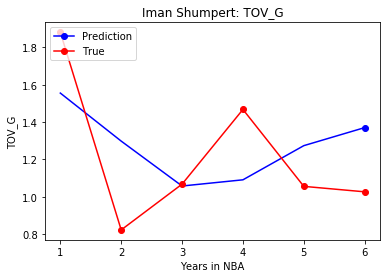 Iman Shumpert: TOV_G
Prediction
True
TOV_G
1.8
1.6
1.4
1.2
1.0
0.8
1 2 3 4 5 6
Years in NBA